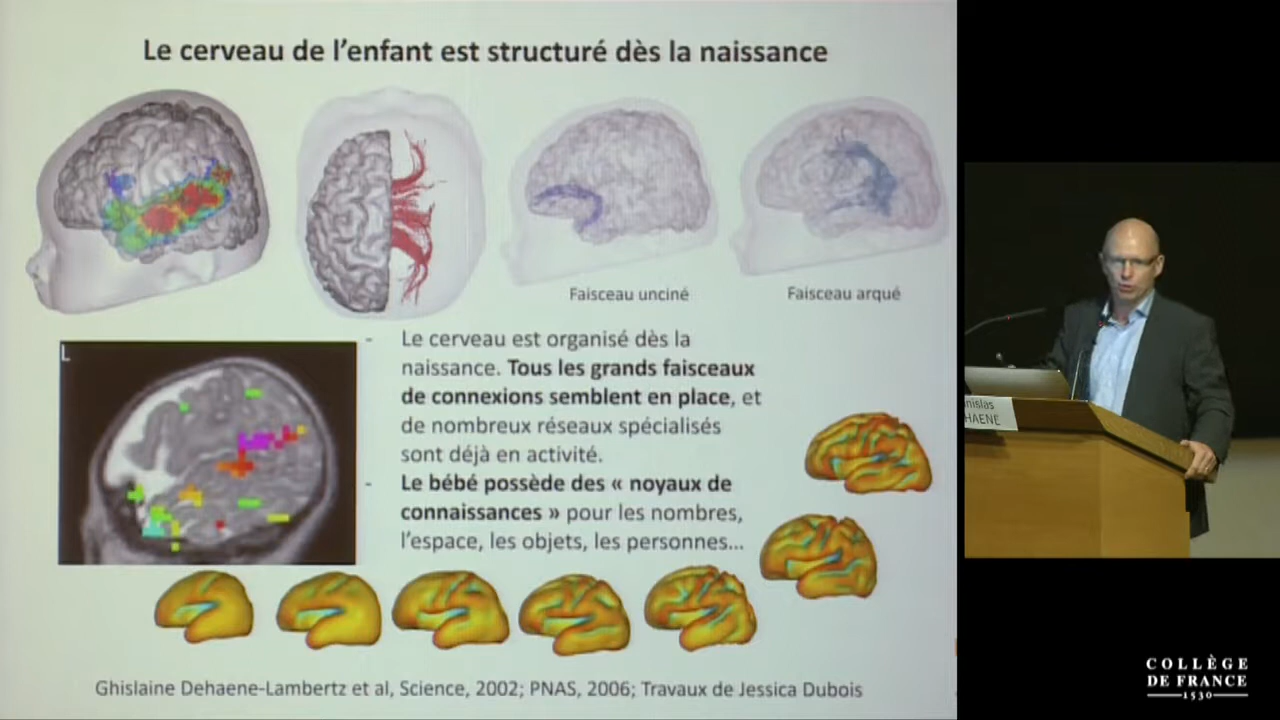 Le cerveau de l'enfant est structuré dès la naissance
Faisceau unciné
Faisceau arqué
L
- Le cerveau est organisé dès la
naissance. Tous les grands faisceaux
de connexions semblent en place, et
de nombreux réseaux spécialisés
sont déjà en activité.
- Le bébé possède des « noyaux de
connaissances » pour les nombres,
l'espace, les objets, les personnes...
Ghislaine Dehaene-Lambertz et al, Science, 2002; PNAS, 2006; Travaux de Jessica Dubois
nislas
HAENE
COLLÈGE
DE FRANCE
1530